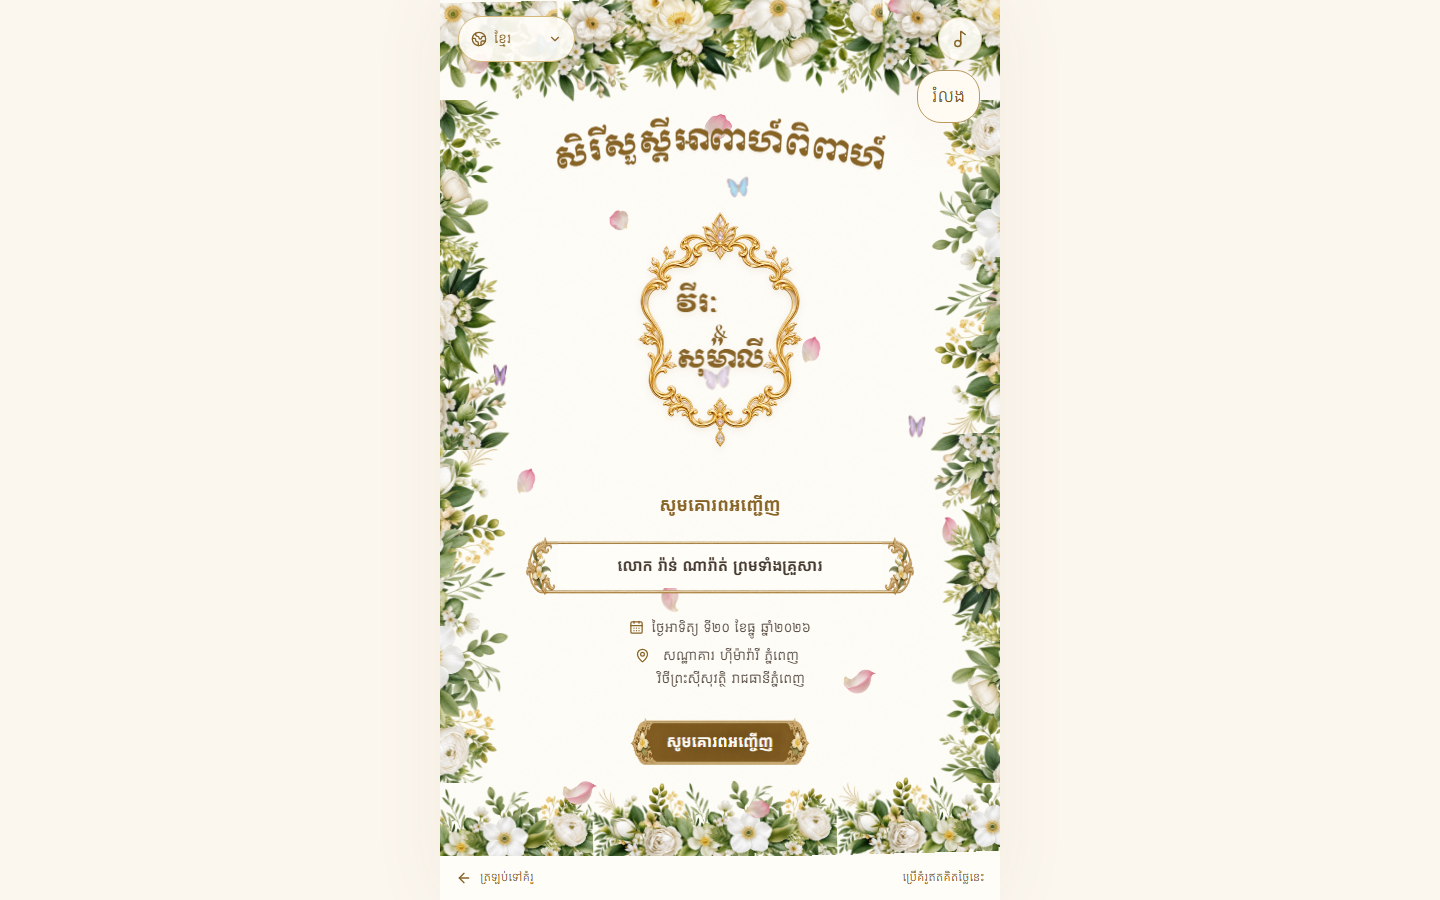 ខ្មែរ
រំលង
សិរីសួស្តីអាពាហ៍ពិពាហ៍
វីរៈ
&
សុម៉ាលី
សូមគោរពអញ្ជើញ
លោក វ៉ាន់ ណារ៉ាត់ ព្រមទាំងគ្រួសារ
ថ្ងៃអាទិត្យ ទី២០ ខែធ្នូ ឆ្នាំ២០២៦
សណ្ឋាគារ ហ៊ីម៉ាវ៉ារី ភ្នំពេញ
វិថីព្រះស៊ីសុវត្ថិ រាជធានីភ្នំពេញ
សូមគោរពអញ្ចើញ
ត្រឡប់ទៅគំរូ
ប្រើគំរូឥតគិតថ្លៃនេះ